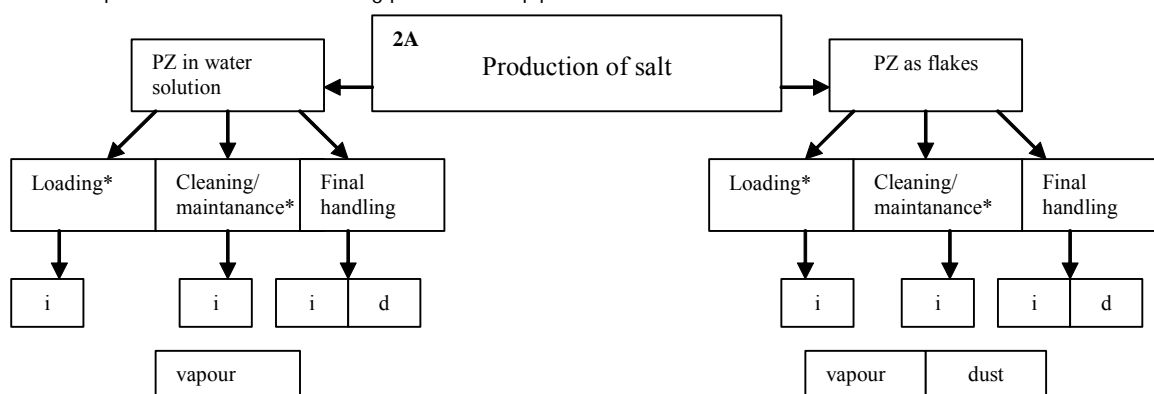 2A
Production of salt
PZ in water
solution
PZ as flakes
Loading*
Cleaning/
maintanance*
Final
handling
Loading*
Cleaning/
maintanance*
Final
handling
i
i
i
d
i
i
i
d
vapour
vapour
dust